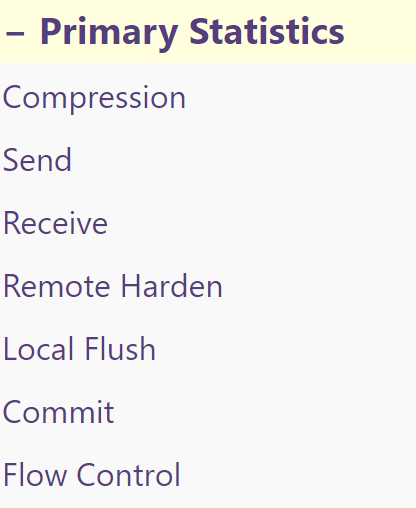 – Primary Statistics
Compression
Send
Receive
Remote Harden
Local Flush
Commit
Flow Control